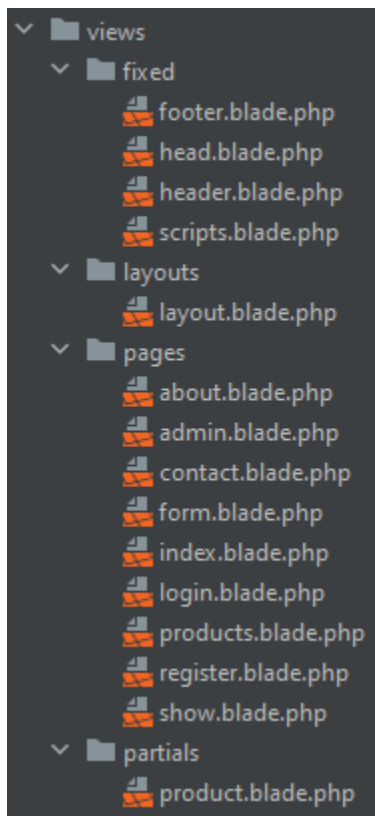 views
fixed
footer.blade.php
head.blade.php
header.blade.php
scripts.blade.php
layouts
layout.blade.php
pages
about.blade.php
admin.blade.php
contact.blade.php
form.blade.php
index.blade.php
login.blade.php
products.blade.php
register.blade.php
show.blade.php
partials
product.blade.php